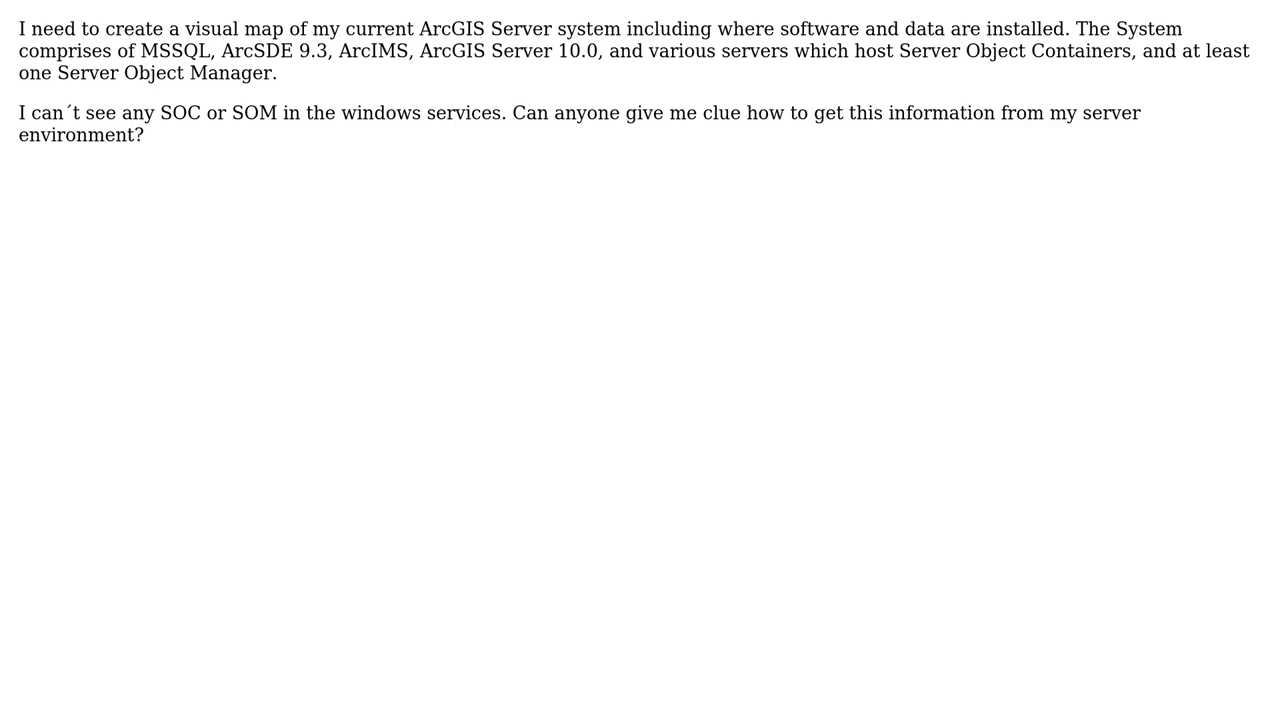 I need to create a visual map of my current ArcGIS Server system including where software and data are installed. The System
comprises of MSSQL, ArcSDE 9.3, ArcIMS, ArcGIS Server 10.0, and various servers which host Server Object Containers, and at least
one Server Object Manager.
I can´t see any SOC or SOM in the windows services. Can anyone give me clue how to get this information from my server
environment?